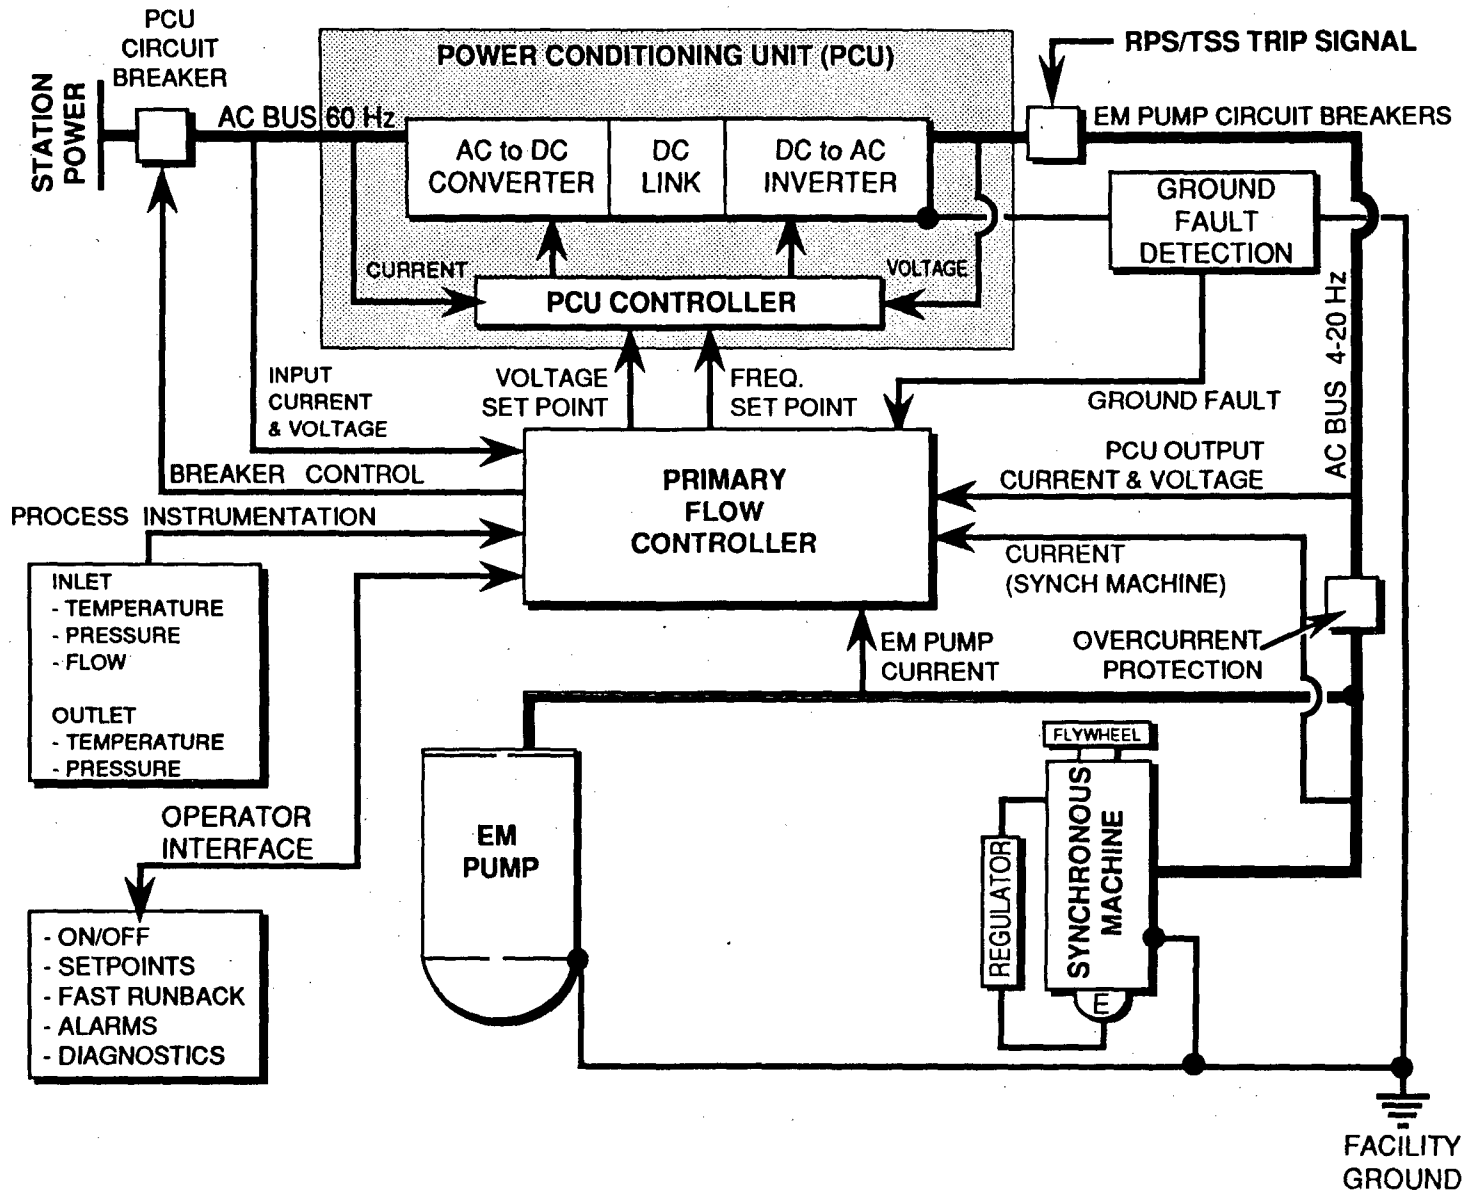 PCU
CIRCUIT
BREAKER
STATION
POWER
AC BUS 60 Hz
POWER CONDITIONING UNIT (PCU)
RPS/TSS TRIP SIGNAL
EM PUMP CIRCUIT BREAKERS
AC to DC
CONVERTER
DC
LINK
DC to AC
INVERTER
GROUND
FAULT
DETECTION
CURRENT
VOLTAGE
PCU CONTROLLER
AC BUS 4-20 Hz
INPUT
CURRENT
& VOLTAGE
VOLTAGE
SET POINT
FREQ.
SET POINT
GROUND FAULT
BREAKER CONTROL
PRIMARY
FLOW
CONTROLLER
PCU OUTPUT
CURRENT & VOLTAGE
PROCESS INSTRUMENTATION
CURRENT
(SYNCH MACHINE)
INLET
- TEMPERATURE
- PRESSURE
- FLOW
OUTLET
- TEMPERATURE
- PRESSURE
EM PUMP
CURRENT
OVERCURRENT
PROTECTION
FLYWHEEL
OPERATOR
INTERFACE
EM
PUMP
REGULATOR
SYNCHRONOUS
MACHINE
E
- ON/OFF
- SETPOINTS
- FAST RUNBACK
- ALARMS
- DIAGNOSTICS
FACILITY
GROUND